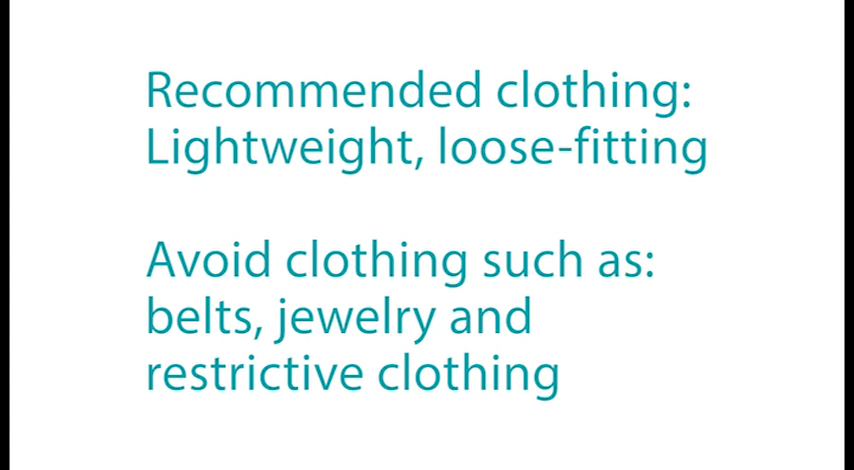 Recommended clothing:
Lightweight, loose-fitting
Avoid clothing such as:
belts, jewelry and
restrictive clothing